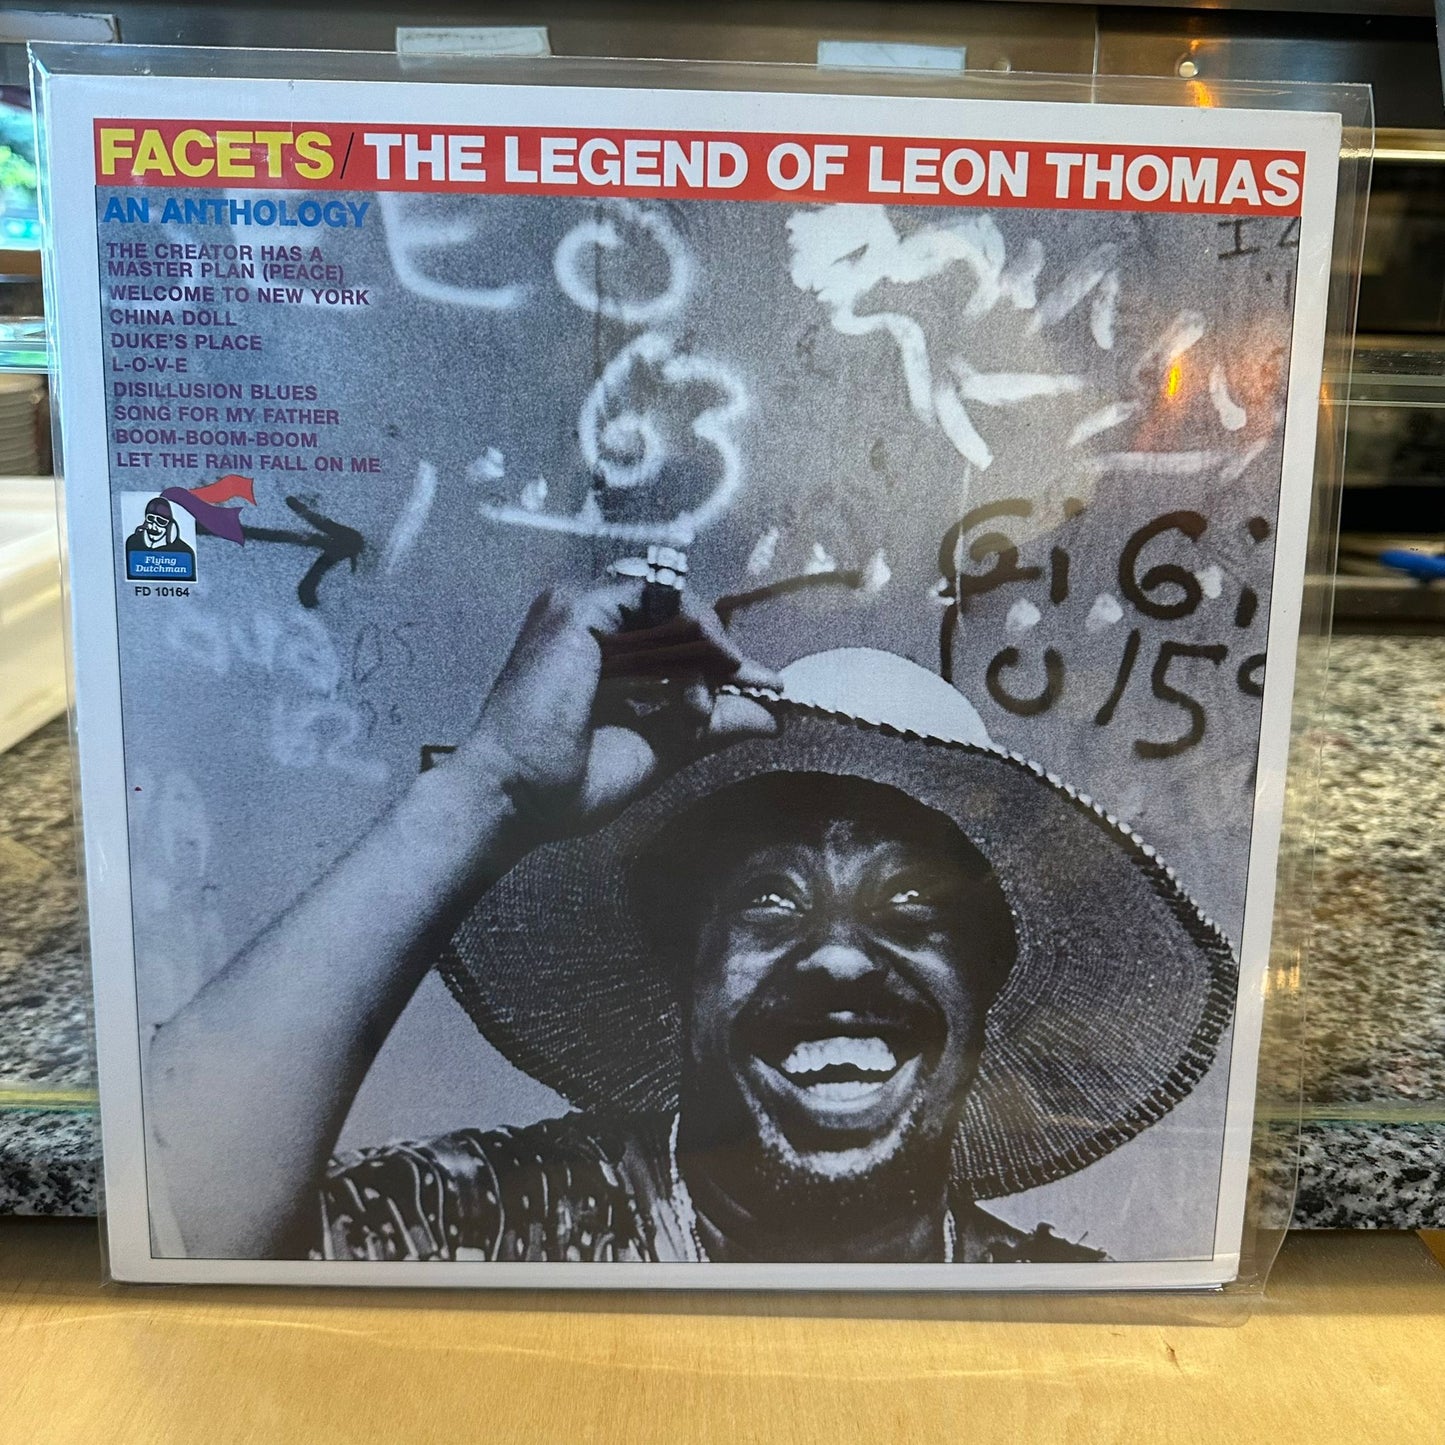 FACETS/THE LEGEND OF LEON THOMAS
AN ANTHOLOGY
THE CREATOR HAS A
MASTER PLAN (PEACE)
WELCOME TO NEW YORK
CHINA DOLL
DUKE'S PLACE
L-O-V-E
DISILLUSION BLUES
SONG FOR MY FATHER
BOOM-BOOM-BOOM
LET THE RAIN FALL ON ME
Flying
Dutchman
FD 10164
63